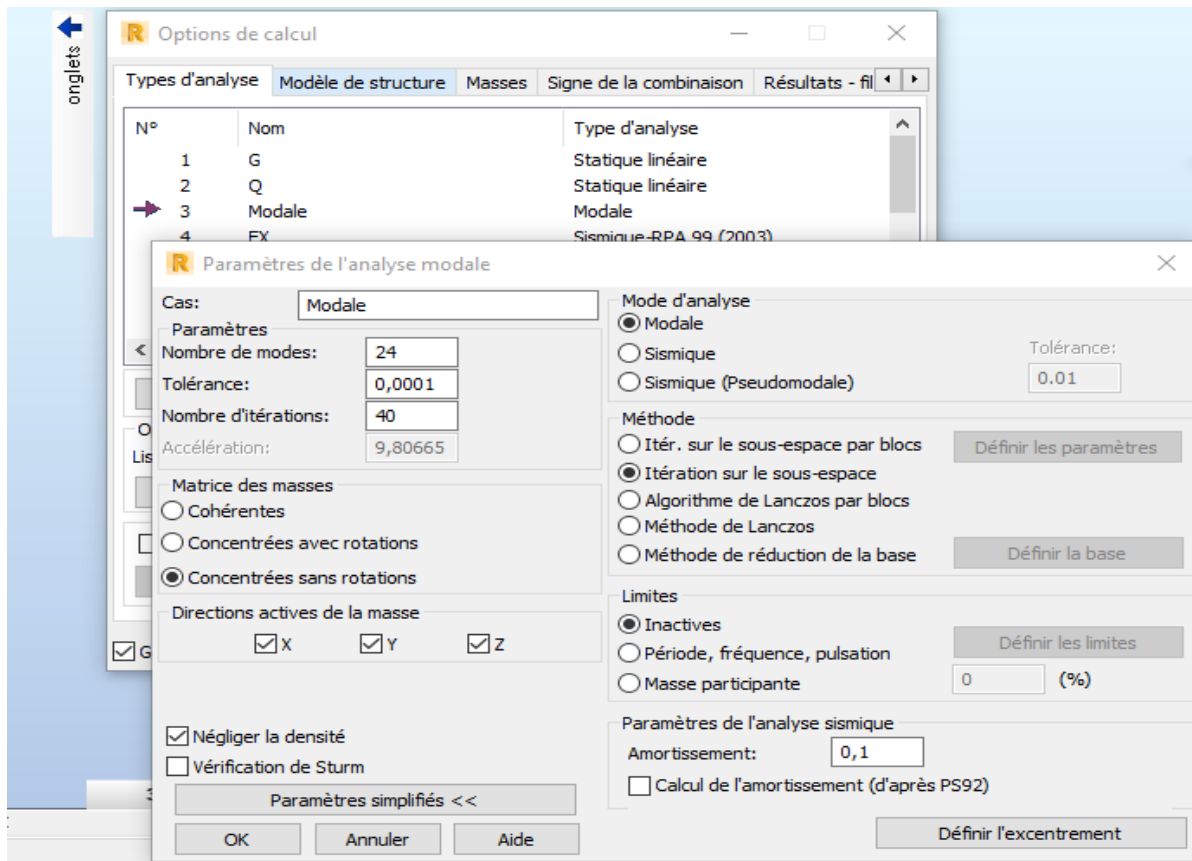 onglets
Options de calcul
Types d'analyse Modèle de structure Masses Signe de la combinaison Résultats - fil
N° Nom Type d'analyse
1 G Statique linéaire
2 Q Statique linéaire
3 Modale Modale
4 EX Sismique-RPA 99 (2003)
Paramètres de l'analyse modale
Cas: Modale
Paramètres
Nombre de modes: 24
Tolérance: 0,0001
Nombre d'itérations: 40
Accélération: 9,80665
Matrice des masses
Cohérentes
Concentrées avec rotations
Concentrées sans rotations
Directions actives de la masse
X Y Z
Négliger la densité
Vérification de Sturm
Paramètres simplifiés <<
OK Annuler Aide
Mode d'analyse
Modale
Sismique
Sismique (Pseudomodale)
Tolérance:
0.01
Méthode
Itér. sur le sous-espace par blocs
Définir les paramètres
Itération sur le sous-espace
Algorithme de Lanczos par blocs
Méthode de Lanczos
Méthode de réduction de la base
Définir la base
Limites
Inactives
Période, fréquence, pulsation
Définir les limites
Masse participante
0 (%)
Paramètres de l'analyse sismique
Amortissement: 0,1
Calcul de l'amortissement (d'après PS92)
Définir l'excentrement
O
Lis
G